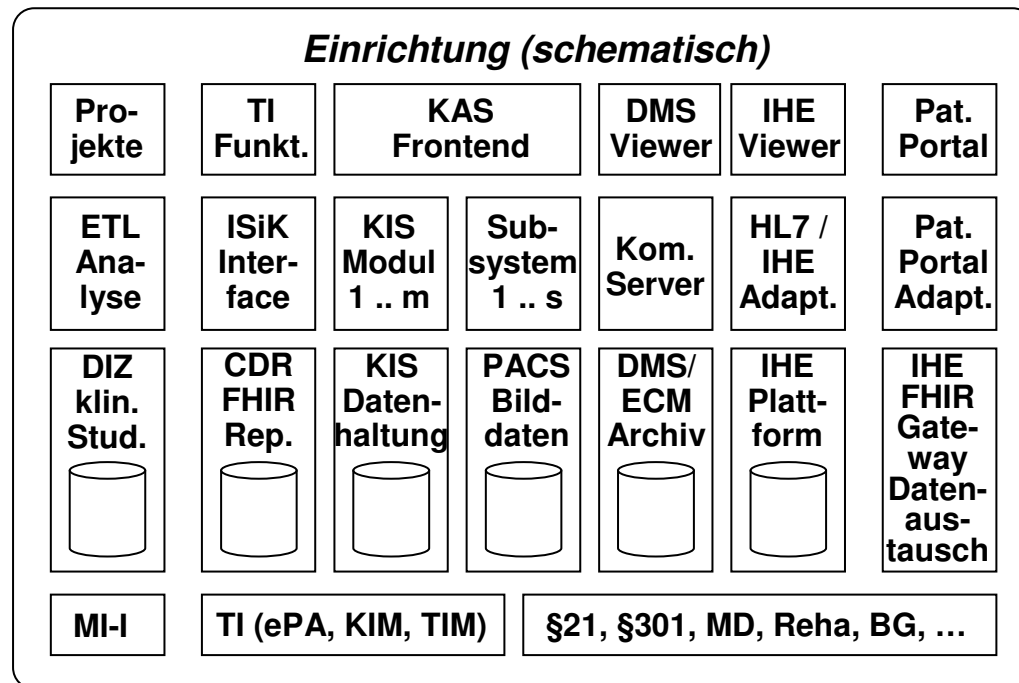 Einrichtung (schematisch)
Pro-
jekte
TI
Funkt.
KAS
Frontend
DMS
Viewer
IHE
Viewer
Pat.
Portal
ETL
Ana-
lyse
ISiK
Inter-
face
KIS
Modul
1 .. m
Sub-
system
1 .. s
Kom.
Server
HL7 /
IHE
Adapt.
Pat.
Portal
Adapt.
DIZ
klin.
Stud.
CDR
FHIR
Rep.
KIS
Daten-
haltung
PACS
Bild-
daten
DMS/
ECM
Archiv
IHE
Platt-
form
IHE
FHIR
Gate-
way
Daten-
aus-
tausch
MI-I
TI (ePA, KIM, TIM)
§21, §301, MD, Reha, BG, …